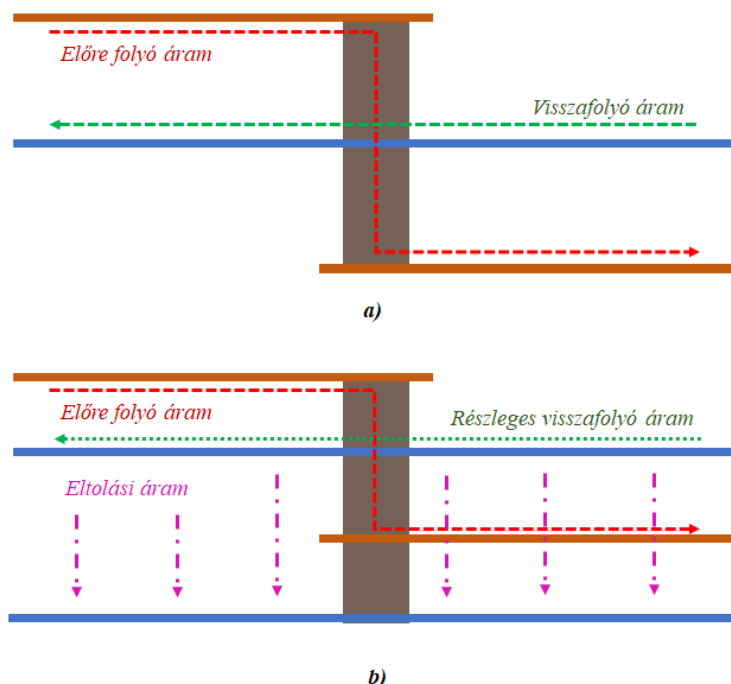 Előre folyó áram
Visszafolyó áram
a)
Előre folyó áram
Részleges visszafolyó áram
Eltolási áram
b)